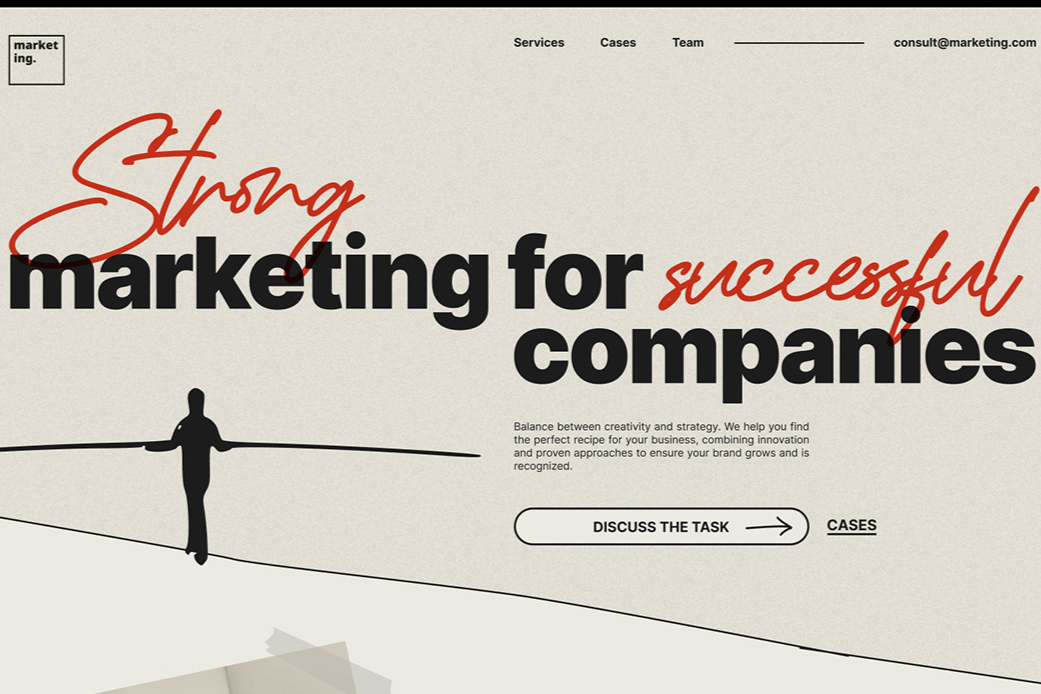 market
ing.
Services Cases Team consult@marketing.com
Strong
marketing for successful
companies
Balance between creativity and strategy. We help you find
the perfect recipe for your business, combining innovation
and proven approaches to ensure your brand grows and is
recognized.
DISCUSS THE TASK CASES